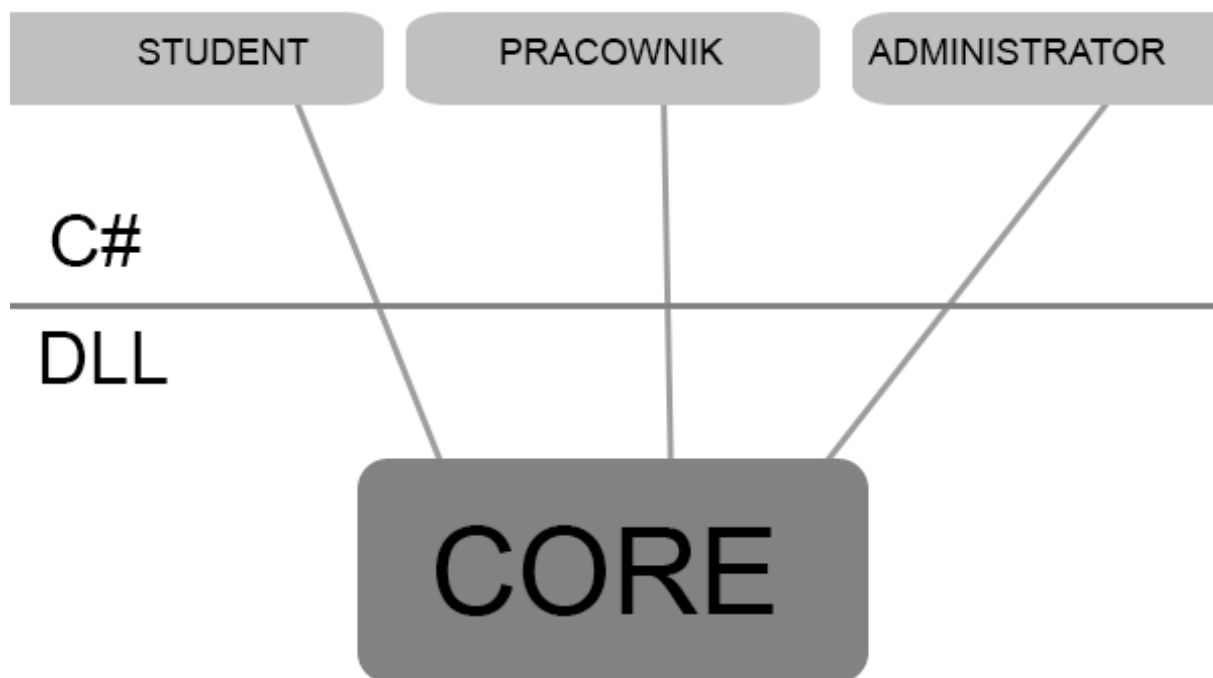 STUDENT
PRACOWNIK
ADMINISTRATOR
C#
DLL
CORE